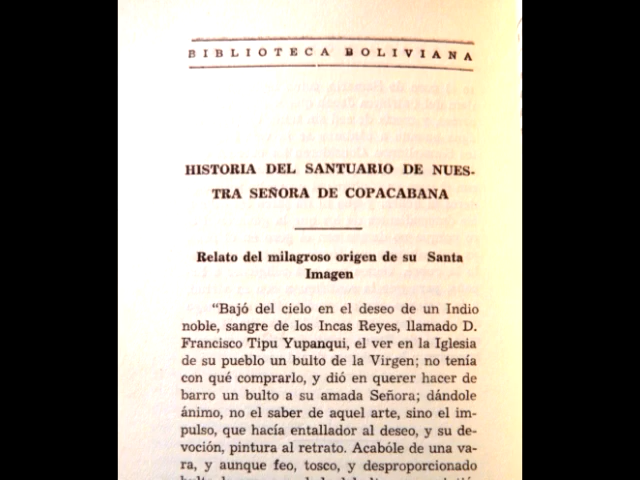 BIBLIOTECA BOLIVIANA
HISTORIA DEL SANTUARIO DE NUES-
TRA SEÑORA DE COPACABANA
Relato del milagroso origen de su Santa
Imagen
"Bajó del cielo en el deseo de un Indio
noble, sangre de los Incas Reyes, llamado D.
Francisco Tipu Yupanqui, el ver en la Iglesia
de su pueblo un bulto de la Virgen; no tenía
con qué comprarlo, y dió en querer hacer de
barro un bulto a su amada Señora; dándole
ánimo, no el saber de aquel arte, sino el im-
pulso, que hacía entallador al deseo, y su de-
voción, pintura al retrato. Acabóle de una va-
ra, y aunque feo, tosco, y desproporcionado